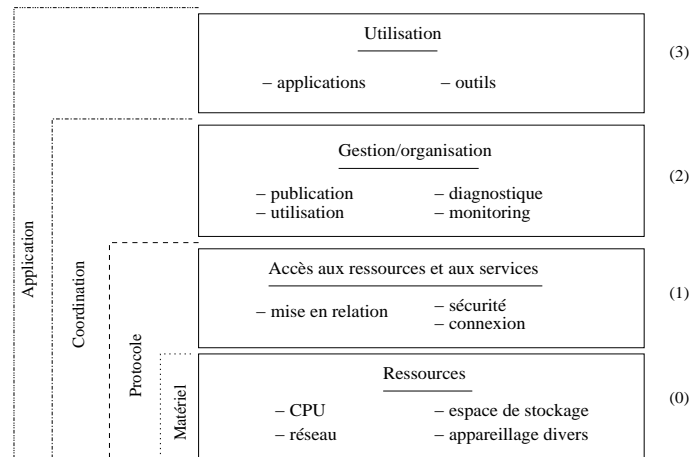 Utilisation
(3)
– applications – outils
Gestion/organisation
(2)
– publication – diagnostique
– utilisation – monitoring
Accès aux ressources et aux services
(1)
– mise en relation – sécurité
– connexion
Ressources
(0)
– CPU – espace de stockage
– réseau – appareillage divers
Application
Coordination
Protocole
Matériel